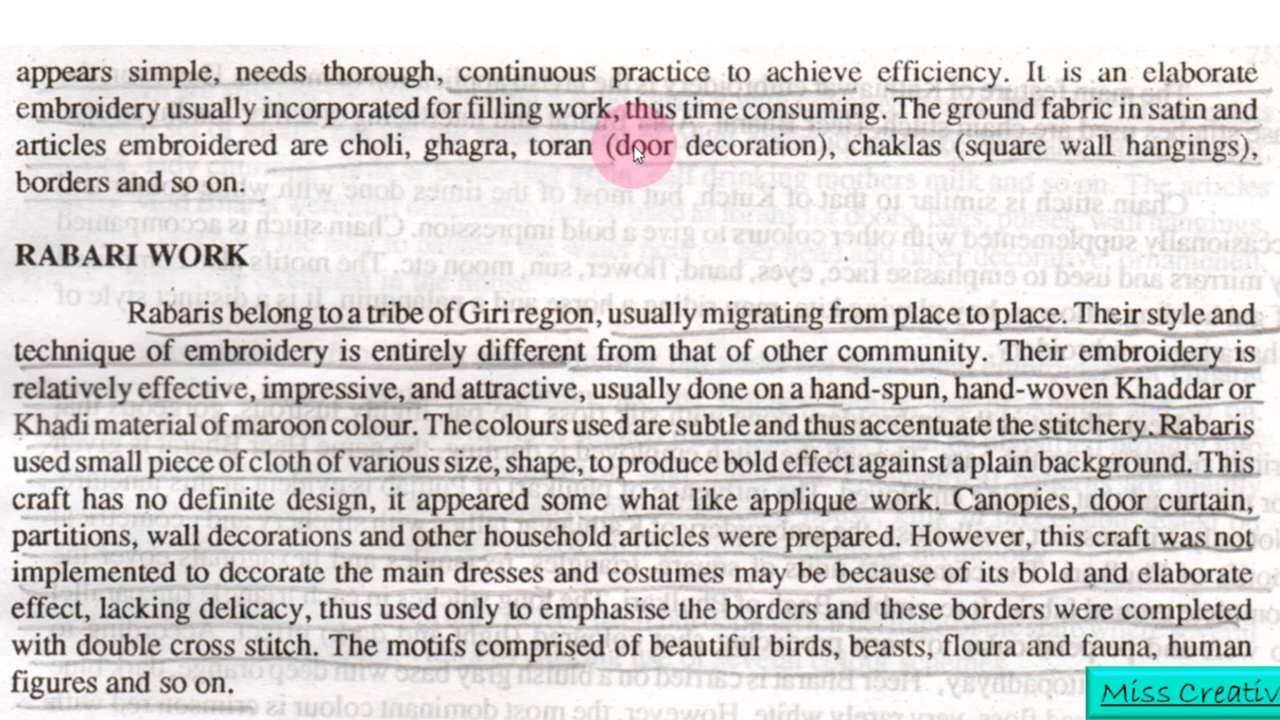 appears simple, needs thorough, continuous practice to achieve efficiency. It is an elaborate
embroidery usually incorporated for filling work, thus time consuming. The ground fabric in satin and
articles embroidered are choli, ghagra, toran (door decoration), chaklas (square wall hangings),
borders and so on.
RABARI WORK
Rabaris belong to a tribe of Giri region, usually migrating from place to place. Their style and
technique of embroidery is entirely different from that of other community. Their embroidery is
relatively effective, impressive, and attractive, usually done on a hand-spun, hand-woven Khaddar or
Khadi material of maroon colour. The colours used are subtle and thus accentuate the stitchery. Rabaris
used small piece of cloth of various size, shape, to produce bold effect against a plain background. This
craft has no definite design, it appeared some what like applique work. Canopies, door curtain,
partitions, wall decorations and other household articles were prepared. However, this craft was not
implemented to decorate the main dresses and costumes may be because of its bold and elaborate
effect, lacking delicacy, thus used only to emphasise the borders and these borders were completed
with double cross stitch. The motifs comprised of beautiful birds, beasts, floura and fauna, human
figures and so on.
Miss Creativ